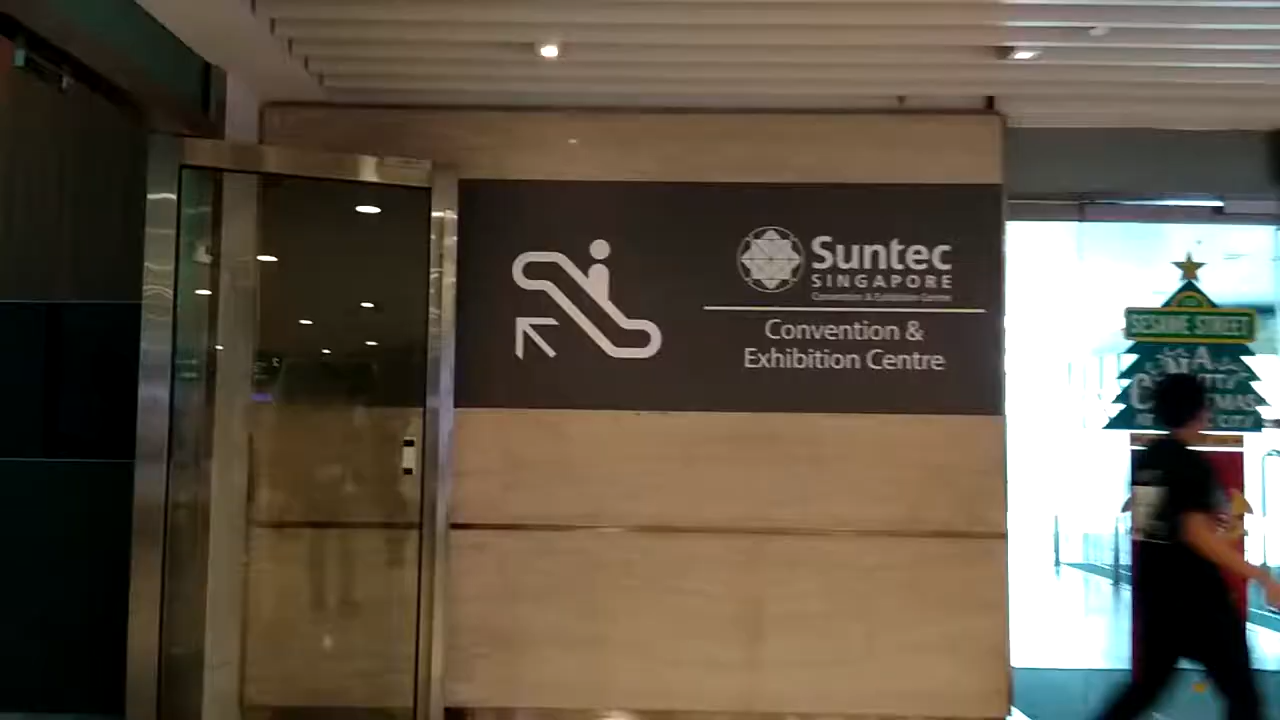 Suntec
SINGAPORE
Convention & Exhibition Centre
Convention &
Exhibition Centre
SESAME STREET
A